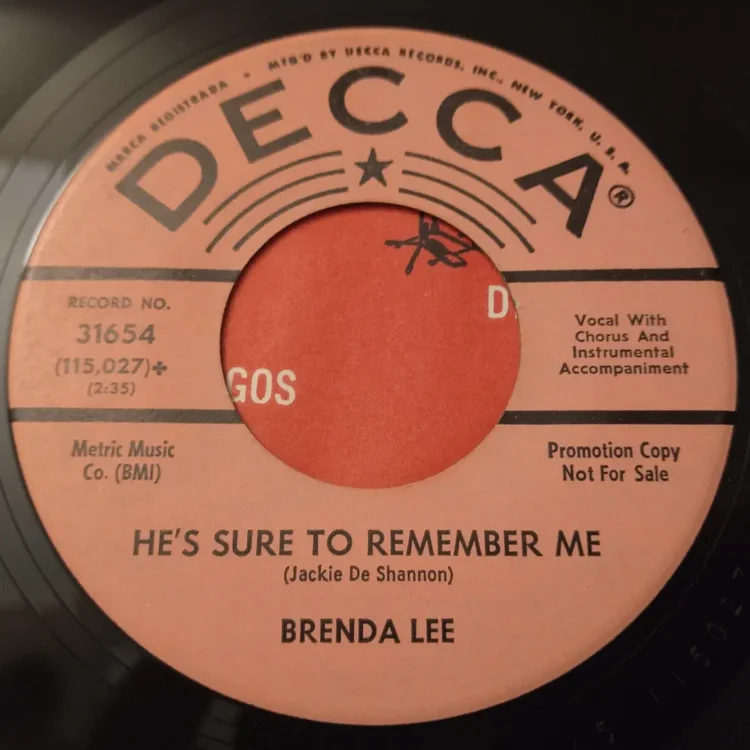 MARCA REGISTRADA • MFG'D BY DECCA RECORDS, INC., NEW YORK, U. S. A.
DECCA®
RECORD NO.
31654
(115,027)+
(2:35)
Vocal With
Chorus And
Instrumental
Accompaniment
GOS
Metric Music
Co. (BMI)
Promotion Copy
Not For Sale
HE'S SURE TO REMEMBER ME
(Jackie De Shannon)
BRENDA LEE